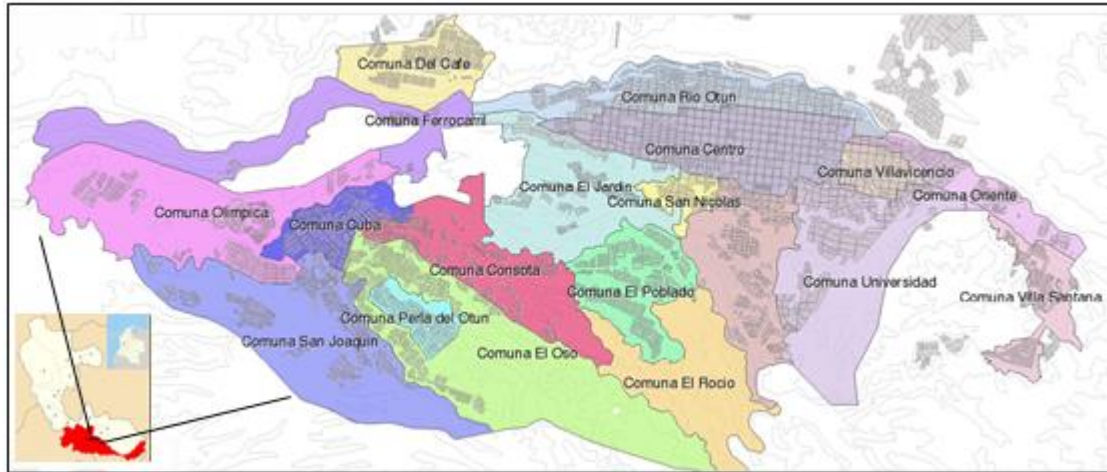 Comuna Del Cafe
Comuna Rio Otun
Comuna Ferrocarril
Comuna Centro
Comuna Villavicencio
Comuna El Jardin
Comuna Oriente
Comuna San Nicolas
Comuna Olimpica
Comuna Cuba
Comuna Consota
Comuna Universidad
Comuna El Poblado
Comuna Villa Santana
Comuna Perla del Otun
Comuna San Joaquin
Comuna El Oso
Comuna El Rocio